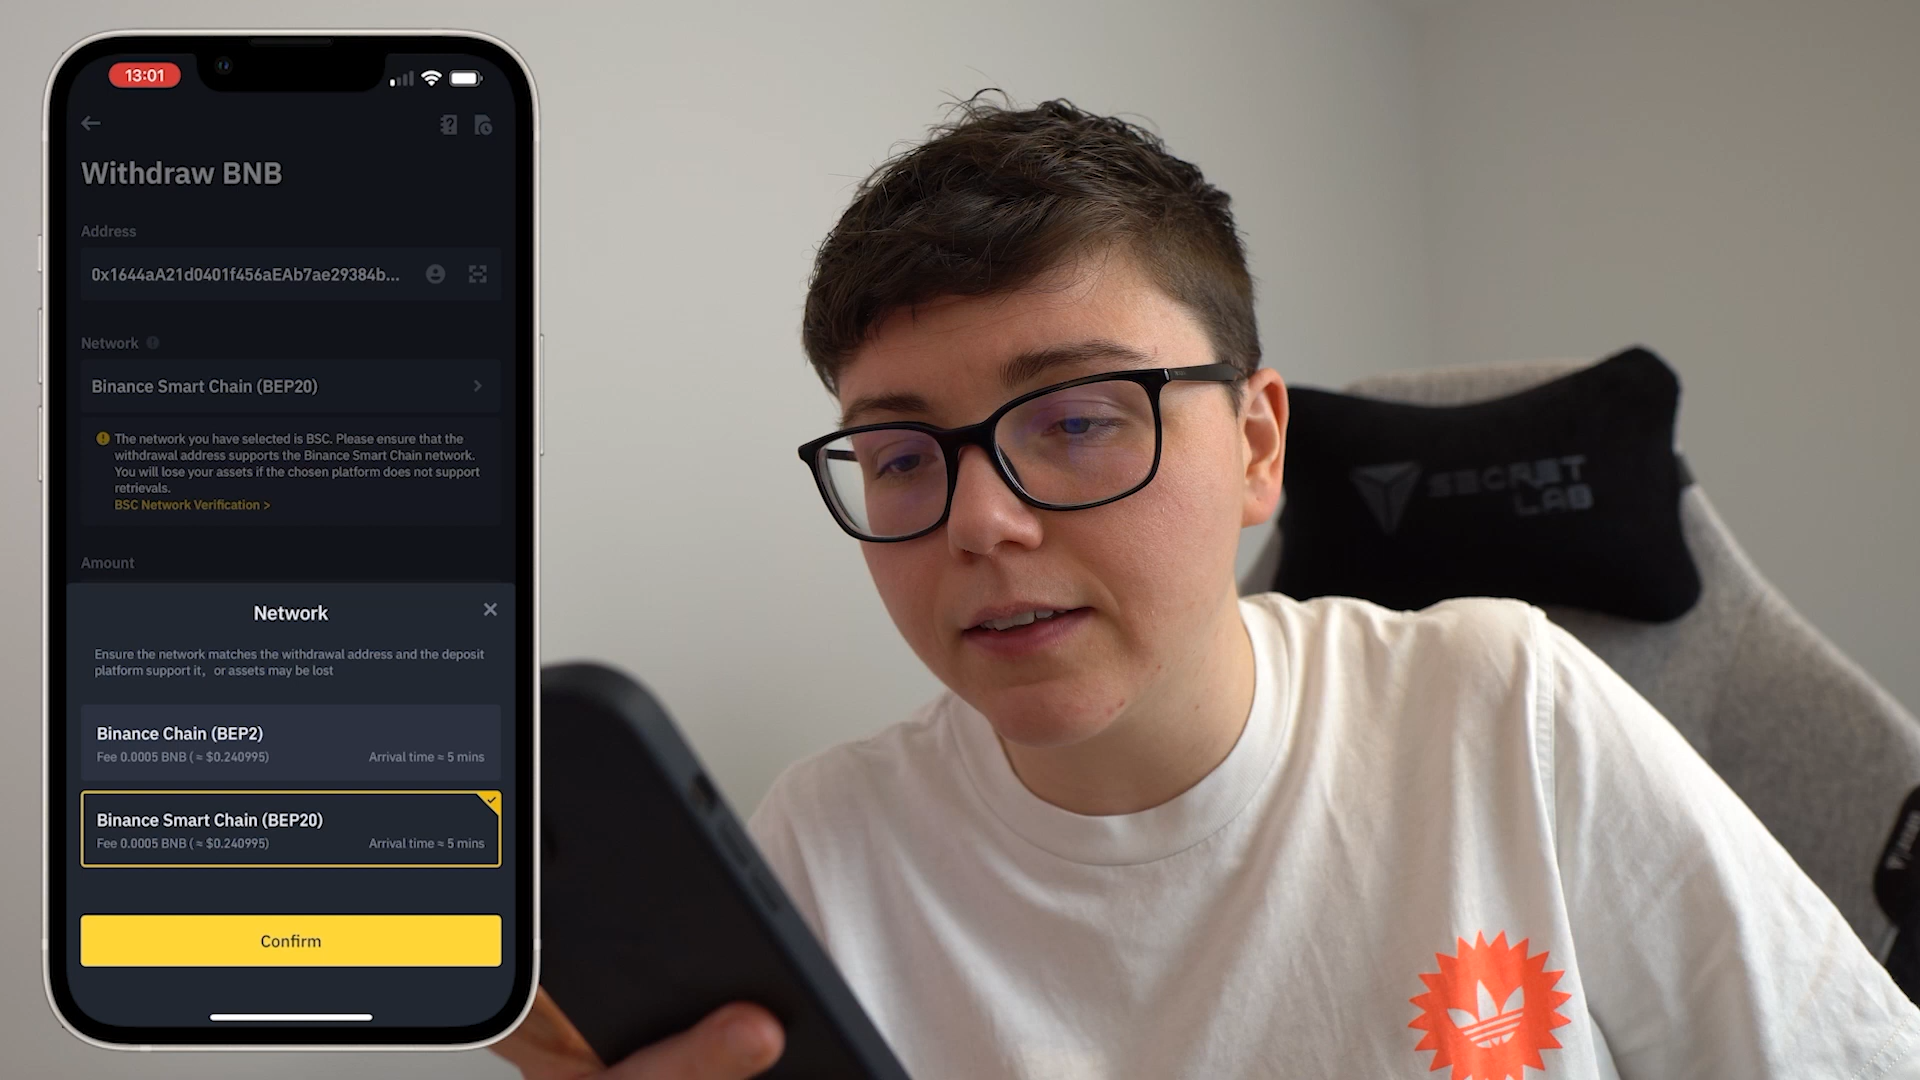 13:01
Withdraw BNB
Address
0x1644aA21d0401f456aEAb7ae29384b...
Network
Binance Smart Chain (BEP20)
The network you have selected is BSC. Please ensure that the
withdrawal address supports the Binance Smart Chain network.
You will lose your assets if the chosen platform does not support
retrievals.
BSC Network Verification >
Amount
Network
Ensure the network matches the withdrawal address and the deposit
platform support it, or assets may be lost
Binance Chain (BEP2)
Fee 0.0005 BNB ( ≈ $0.240995) Arrival time ≈ 5 mins
Binance Smart Chain (BEP20)
Fee 0.0005 BNB ( ≈ $0.240995) Arrival time ≈ 5 mins
Confirm
SECRET
LAB